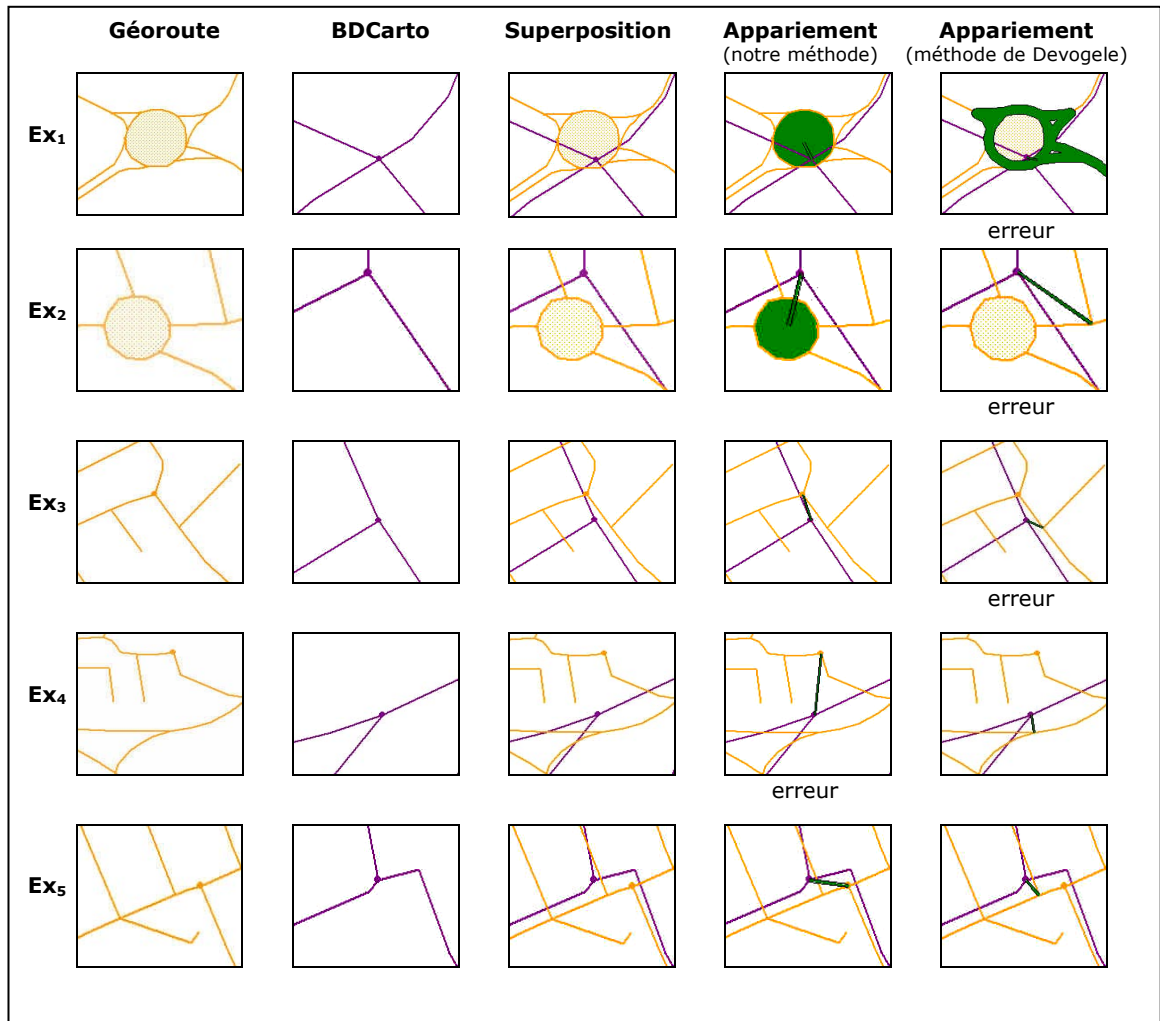 Géoroute BDCarto Superposition Appariement Appariement
(notre méthode) (méthode de Devogele)
Ex1
erreur
Ex2
erreur
Ex3
erreur
Ex4
erreur
Ex5